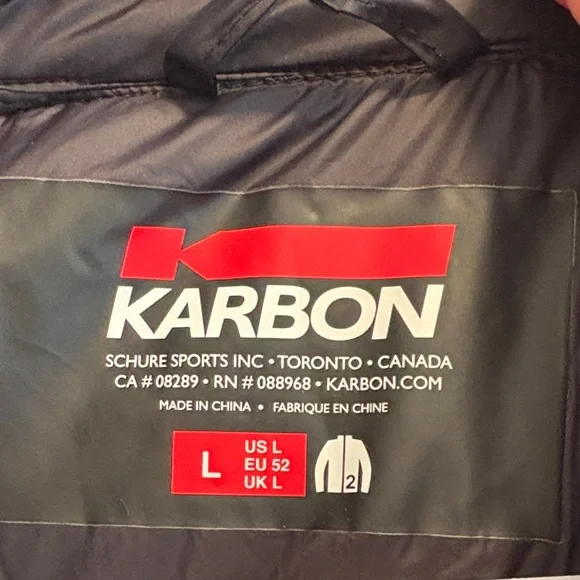 KARBON
SCHURE SPORTS INC • TORONTO • CANADA
CA # 08289 • RN # 088968 • KARBON.COM
MADE IN CHINA • FABRIQUE EN CHINE
L
US L
EU 52
UK L
2